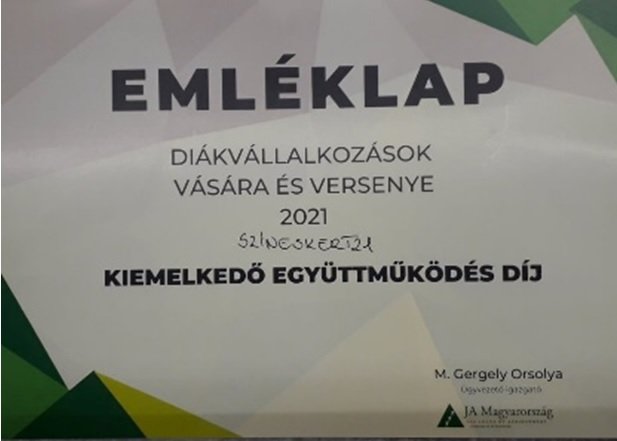 EMLÉKLAP
DIÁKVÁLLALKOZÁSOK
VÁSÁRA ÉS VERSENYE
2021
SZÍNESKERT21
KIEMELKEDŐ EGYÜTTMŰKÖDÉS DÍJ
M. Gergely Orsolya
Ügyvezető igazgató
JA Magyarország